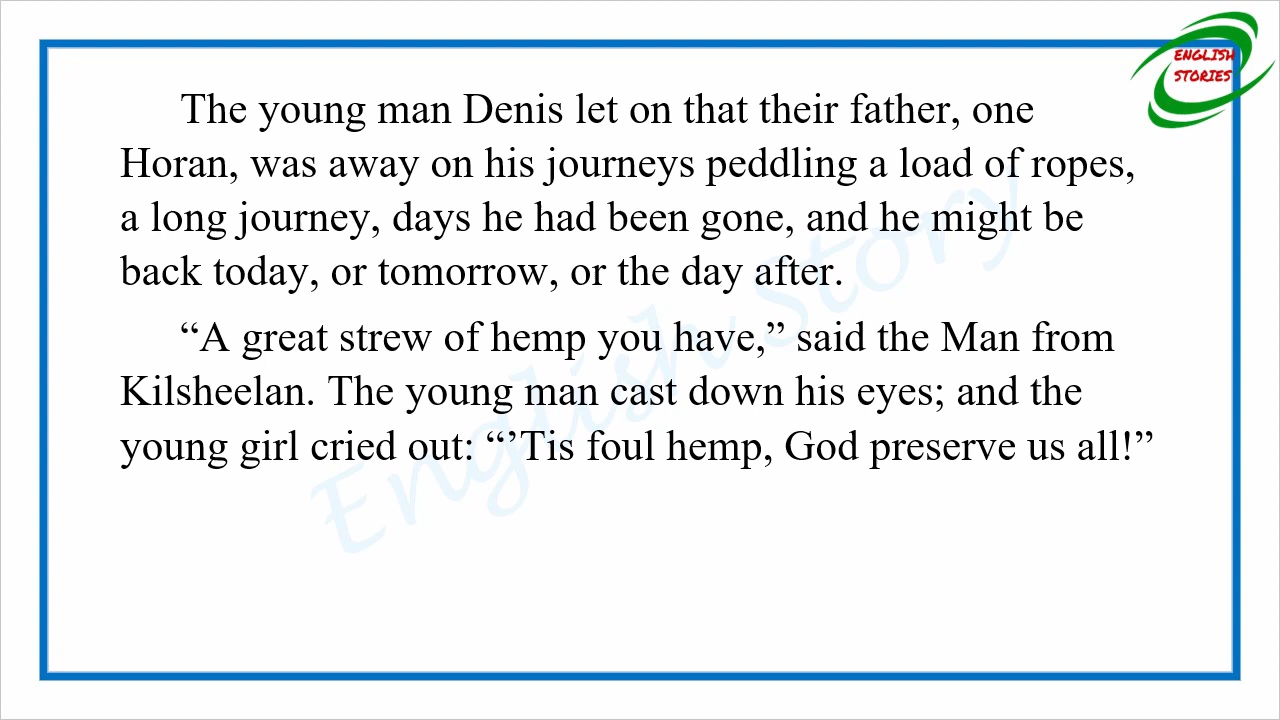 ENGLISH
STORIES
The young man Denis let on that their father, one
Horan, was away on his journeys peddling a load of ropes,
a long journey, days he had been gone, and he might be
back today, or tomorrow, or the day after.
“A great strew of hemp you have,” said the Man from
Kilsheelan. The young man cast down his eyes; and the
young girl cried out: “’Tis foul hemp, God preserve us all!”
English Story